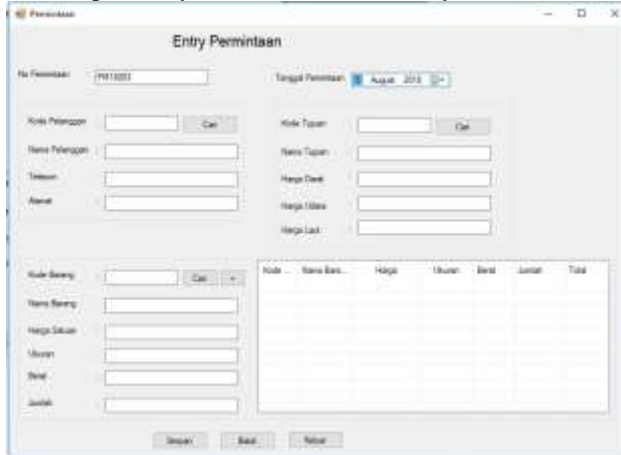 Permintaan
Entry Permintaan
No Permintaan : PM18003
Tanggal Permintaan August 2018
Kode Pelanggan : Cari
Nama Pelanggan :
Telepon :
Alamat :
Kode Tujuan : Cari
Nama Tujuan :
Harga Darat :
Harga Udara :
Harga Laut :
Kode Barang : Cari +
Nama Barang :
Harga Satuan :
Ukuran :
Berat :
Jumlah :
Kode ... Nama Bara... Harga Ukuran Berat Jumlah Total
Simpan Batal Keluar